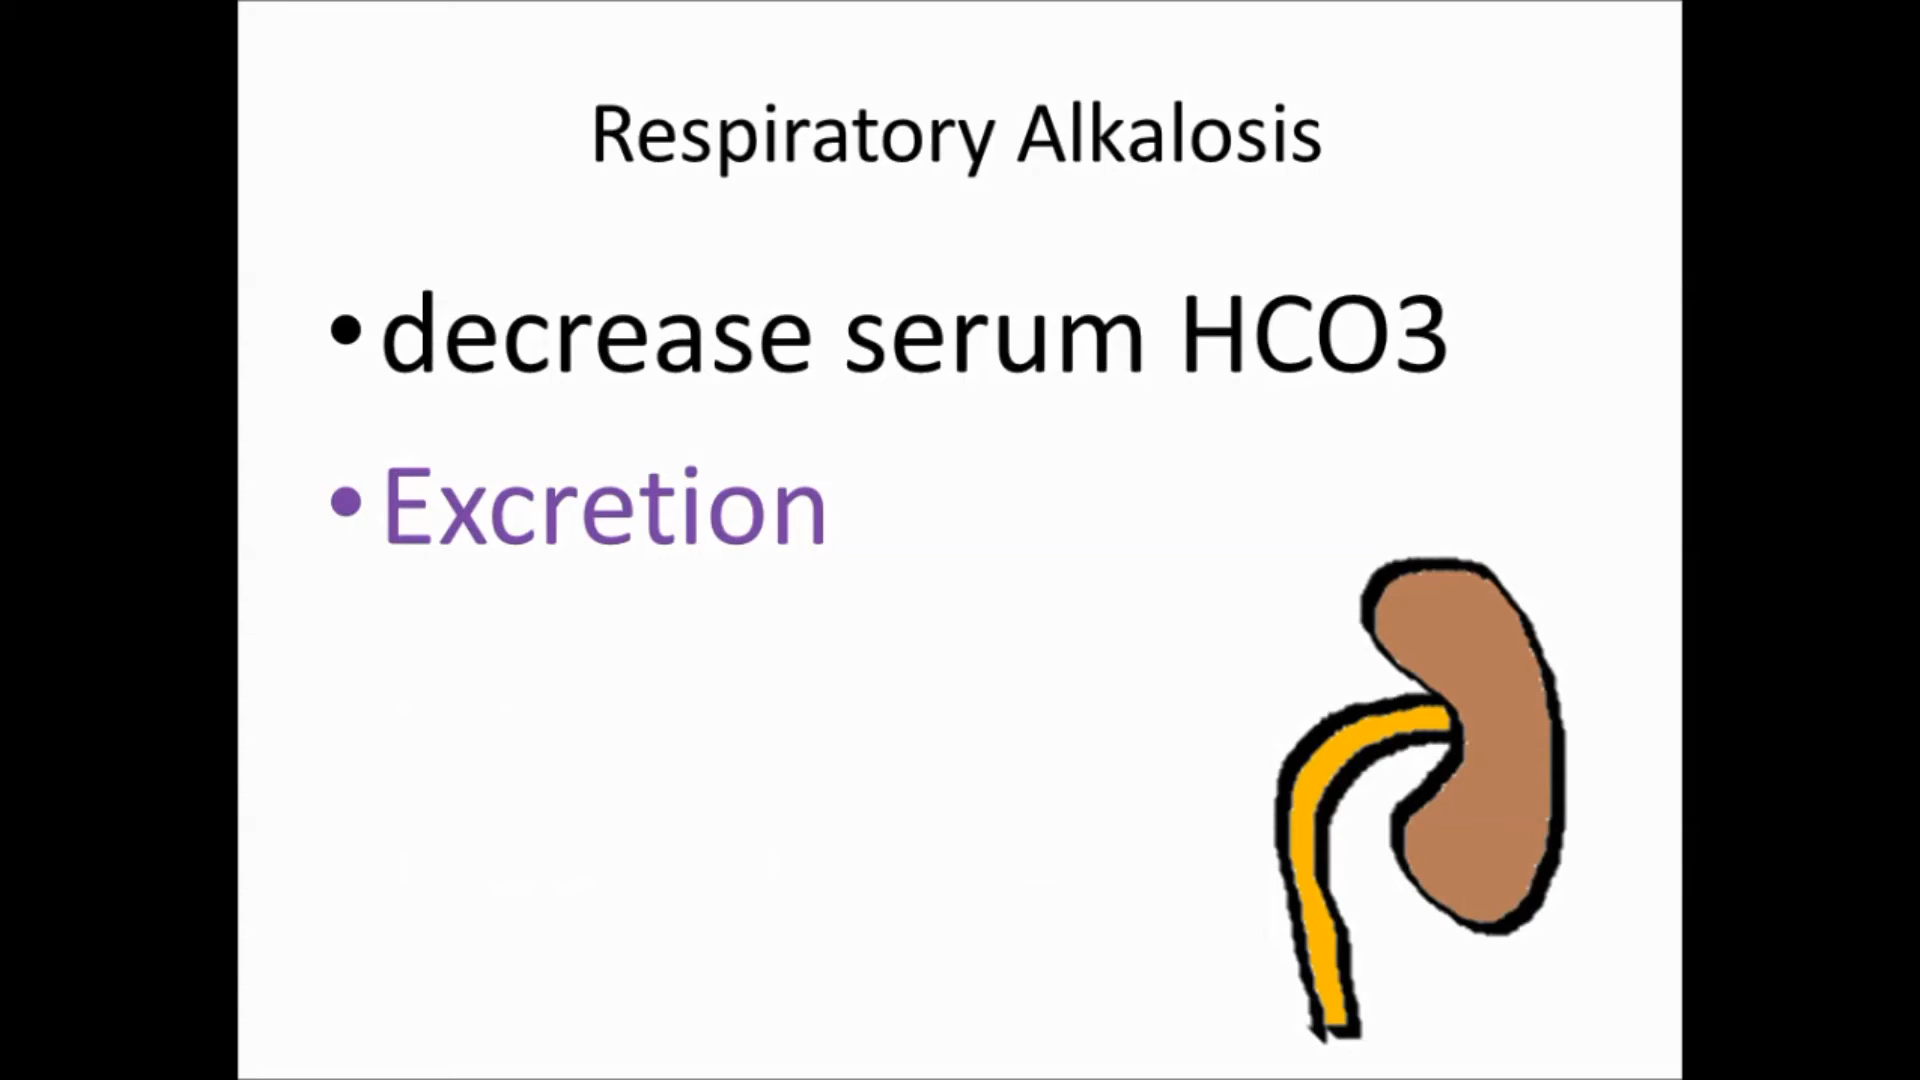 Respiratory Alkalosis
• decrease serum HCO3
• Excretion